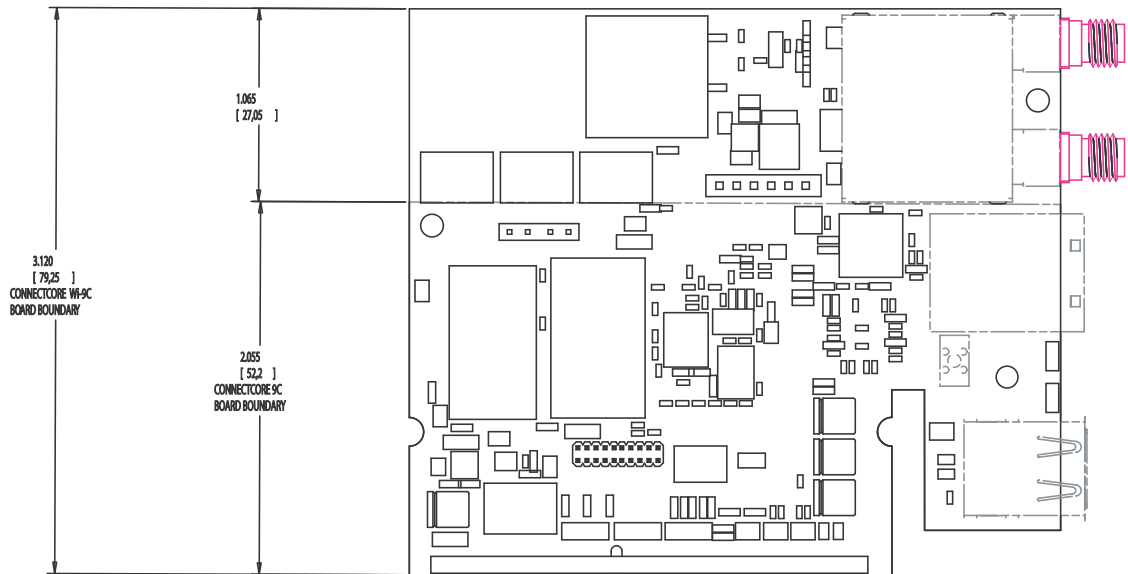 1.065
[ 27,05 ]
3.120
[ 79,25 ]
CONNECTCORE Wi-9C
BOARD BOUNDARY
2.055
[ 52,2 ]
CONNECTCORE 9C
BOARD BOUNDARY